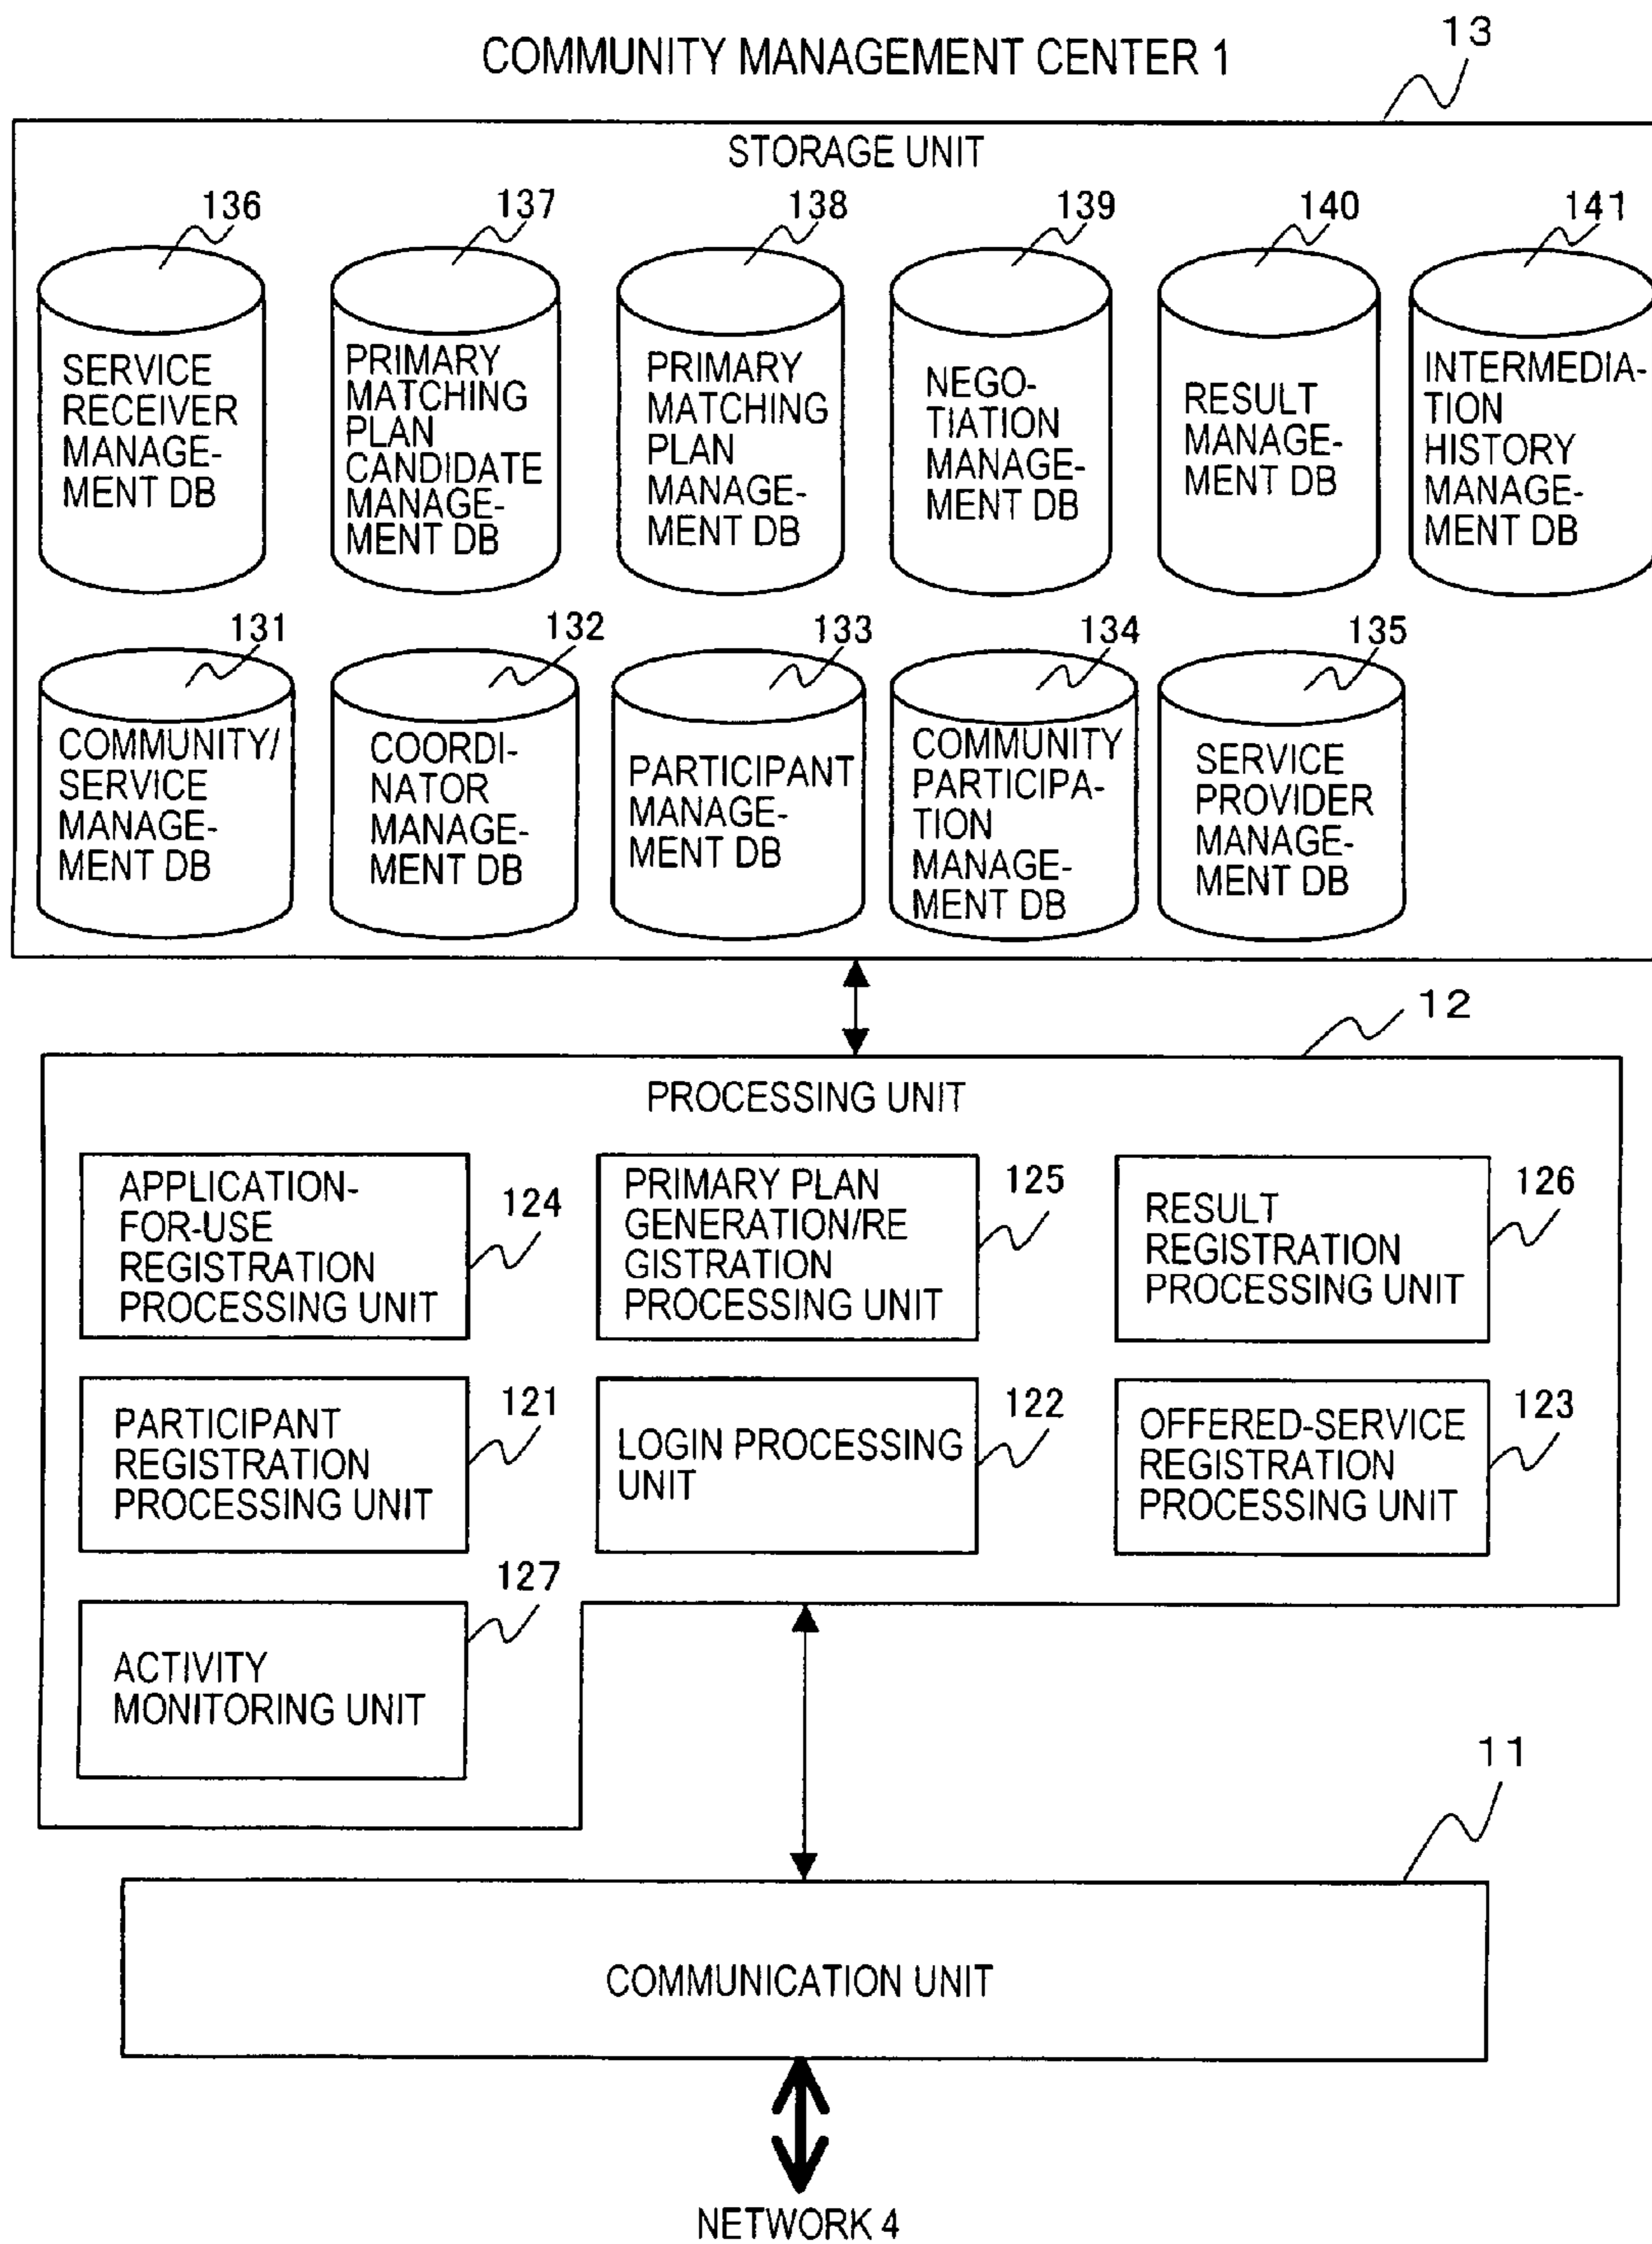 COMMUNITY MANAGEMENT CENTER 1
13
STORAGE UNIT
136
137
138
139
140
141
SERVICE
RECEIVER
MANAGE-
MENT DB
PRIMARY
MATCHING
PLAN
CANDIDATE
MANAGE-
MENT DB
PRIMARY
MATCHING
PLAN
MANAGE-
MENT DB
NEGO-
TIATION
MANAGE-
MENT DB
RESULT
MANAGE-
MENT DB
INTERMEDIA-
TION
HISTORY
MANAGE-
MENT DB
131
132
133
134
135
COMMUNITY/
SERVICE
MANAGE-
MENT DB
COORDI-
NATOR
MANAGE-
MENT DB
PARTICIPANT
MANAGE-
MENT DB
COMMUNITY
PARTICIPA-
TION
MANAGE-
MENT DB
SERVICE
PROVIDER
MANAGE-
MENT DB
12
PROCESSING UNIT
APPLICATION-
FOR-USE
REGISTRATION
PROCESSING UNIT
124
PRIMARY PLAN
GENERATION/RE
GISTRATION
PROCESSING UNIT
125
RESULT
REGISTRATION
PROCESSING UNIT
126
PARTICIPANT
REGISTRATION
PROCESSING UNIT
121
LOGIN PROCESSING
UNIT
122
OFFERED-SERVICE
REGISTRATION
PROCESSING UNIT
123
127
ACTIVITY
MONITORING UNIT
11
COMMUNICATION UNIT
NETWORK 4